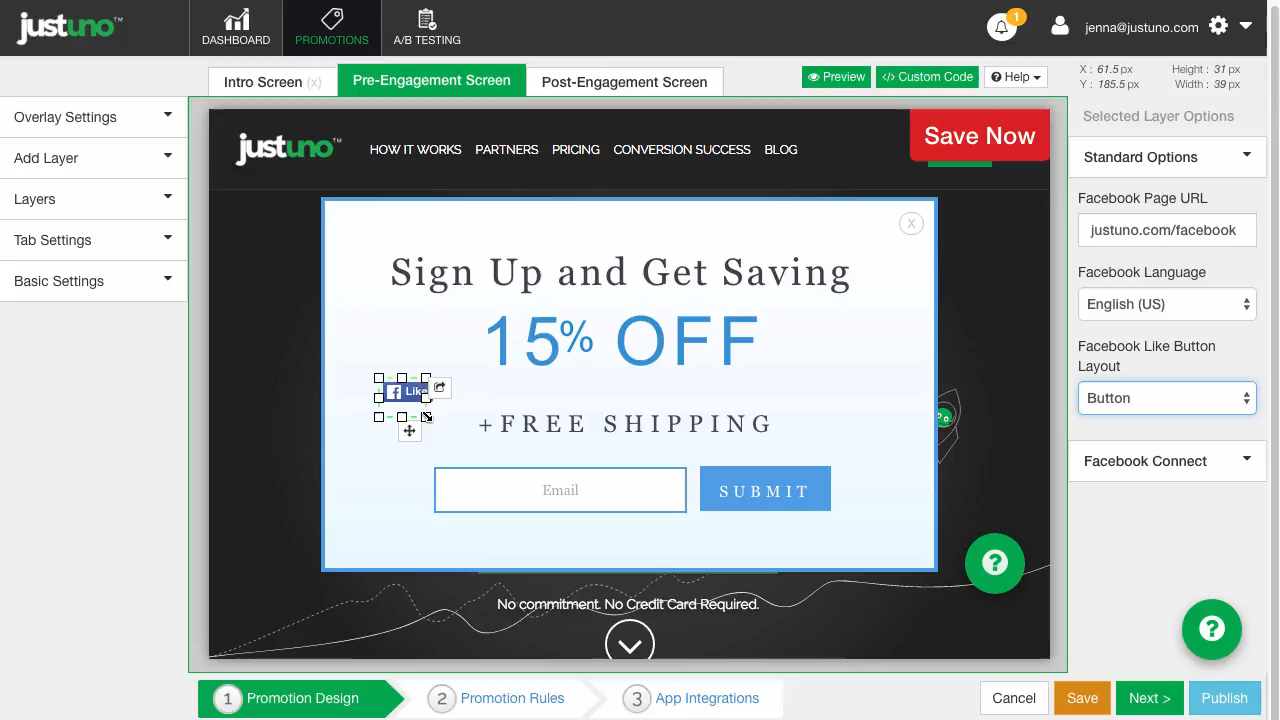 justuno™
DASHBOARD
PROMOTIONS
A/B TESTING
1
jenna@justuno.com
Intro Screen (x)
Pre-Engagement Screen
Post-Engagement Screen
Preview
</> Custom Code
? Help
X : 61.5 px
Height : 31 px
Y : 185.5 px
Width : 39 px
Overlay Settings
Add Layer
Layers
Tab Settings
Basic Settings
justuno™
HOW IT WORKS
PARTNERS
PRICING
CONVERSION SUCCESS
BLOG
Save Now
X
Sign Up and Get Saving
15% OFF
f Like
+FREE SHIPPING
Email
SUBMIT
?
No commitment. No Credit Card Required.
Selected Layer Options
Standard Options
Facebook Page URL
justuno.com/facebook
Facebook Language
English (US)
Facebook Like Button
Layout
Button
Facebook Connect
?
1 Promotion Design
2 Promotion Rules
3 App Integrations
Cancel
Save
Next >
Publish